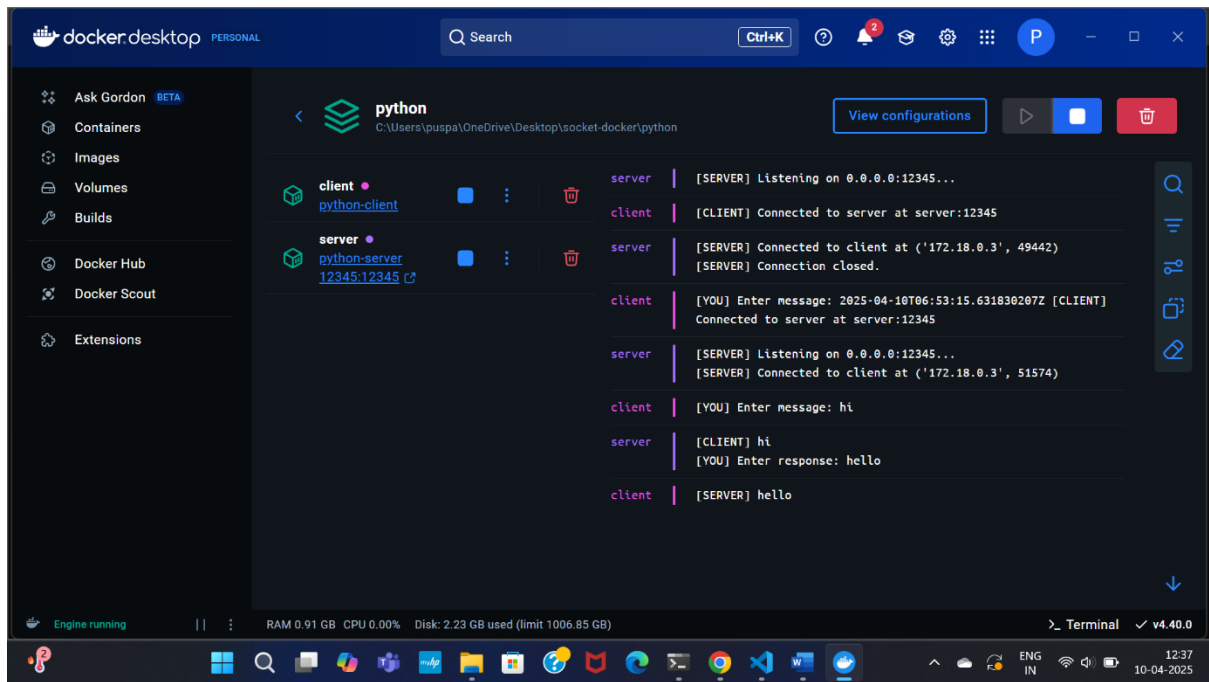 docker.desktop PERSONAL
Search
Ctrl+K
2
P
Ask Gordon BETA
Containers
Images
Volumes
Builds
Docker Hub
Docker Scout
Extensions
python
C:\Users\puspa\OneDrive\Desktop\socket-docker\python
View configurations
client
python-client
server
python-server
12345:12345
server [SERVER] Listening on 0.0.0.0:12345...
client [CLIENT] Connected to server at server:12345
server [SERVER] Connected to client at ('172.18.0.3', 49442)
[SERVER] Connection closed.
client [YOU] Enter message: 2025-04-10T06:53:15.631830207Z [CLIENT]
Connected to server at server:12345
server [SERVER] Listening on 0.0.0.0:12345...
[SERVER] Connected to client at ('172.18.0.3', 51574)
client [YOU] Enter message: hi
server [CLIENT] hi
[YOU] Enter response: hello
client [SERVER] hello
Engine running
RAM 0.91 GB CPU 0.00% Disk: 2.23 GB used (limit 1006.85 GB)
>_ Terminal
v4.40.0
2
myhp
ENG
IN
12:37
10-04-2025